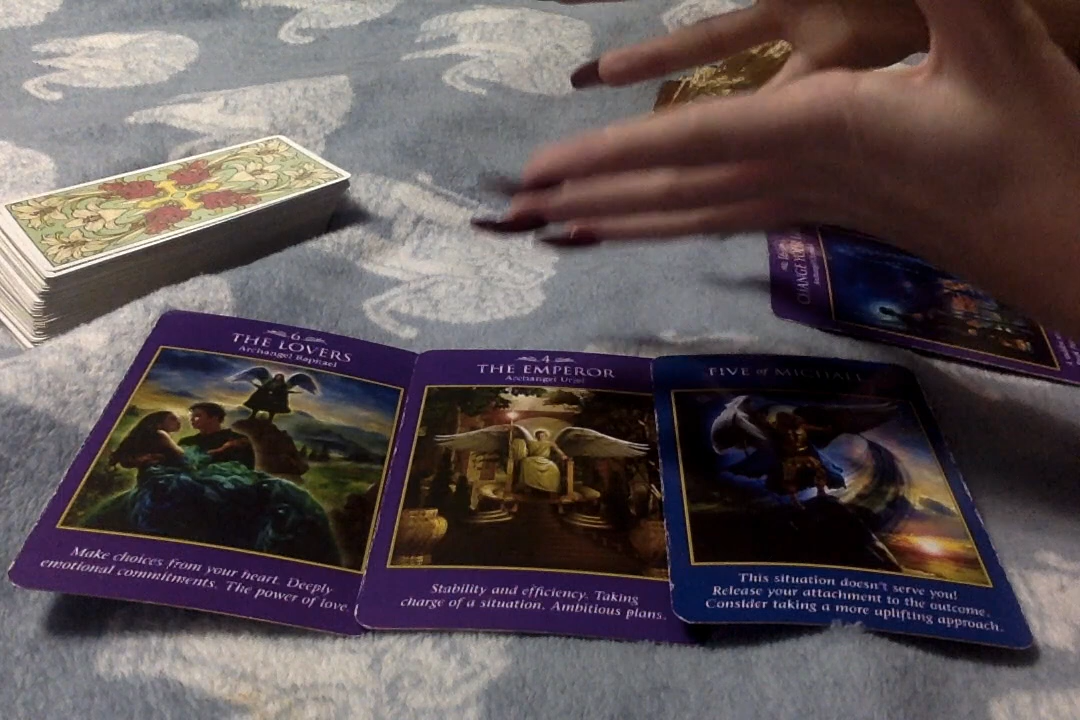 6
THE LOVERS
Archangel Raphael
Make choices from your heart. Deeply
emotional commitments. The power of love.
4
THE EMPEROR
Archangel Uriel
Stability and efficiency. Taking
charge of a situation. Ambitious plans.
FIVE of MICHAEL
This situation doesn't serve you!
Release your attachment to the outcome.
Consider taking a more uplifting approach.
CHANGE YOU